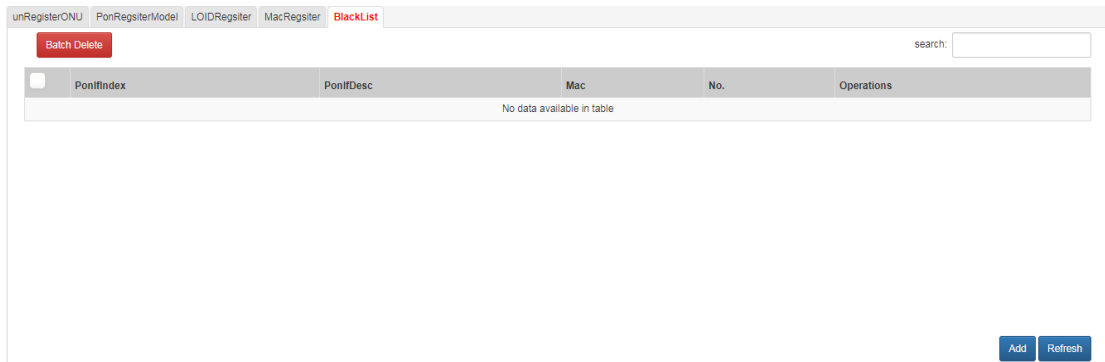 unRegisterONU PonRegsiterModel LOIDRegsiter MacRegsiter BlackList
Batch Delete search:
PonIfIndex PonIfDesc Mac No. Operations
No data available in table
Add Refresh